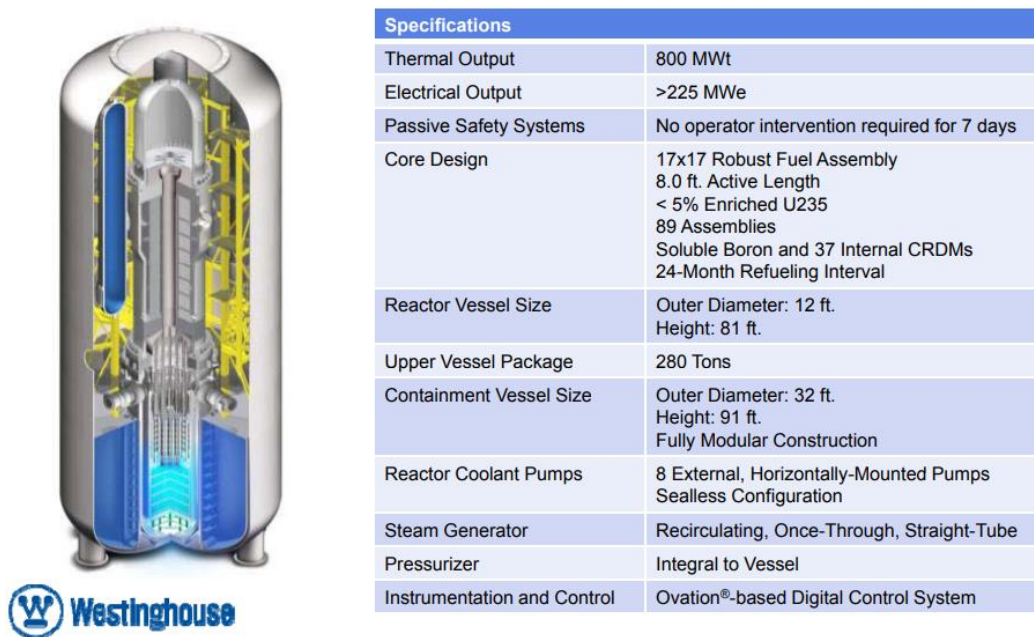 Specifications
Thermal Output 800 MWt
Electrical Output >225 MWe
Passive Safety Systems No operator intervention required for 7 days
Core Design 17x17 Robust Fuel Assembly
8.0 ft. Active Length
< 5% Enriched U235
89 Assemblies
Soluble Boron and 37 Internal CRDMs
24-Month Refueling Interval
Reactor Vessel Size Outer Diameter: 12 ft.
Height: 81 ft.
Upper Vessel Package 280 Tons
Containment Vessel Size Outer Diameter: 32 ft.
Height: 91 ft.
Fully Modular Construction
Reactor Coolant Pumps 8 External, Horizontally-Mounted Pumps
Sealless Configuration
Steam Generator Recirculating, Once-Through, Straight-Tube
Pressurizer Integral to Vessel
Instrumentation and Control Ovation®-based Digital Control System
W Westinghouse